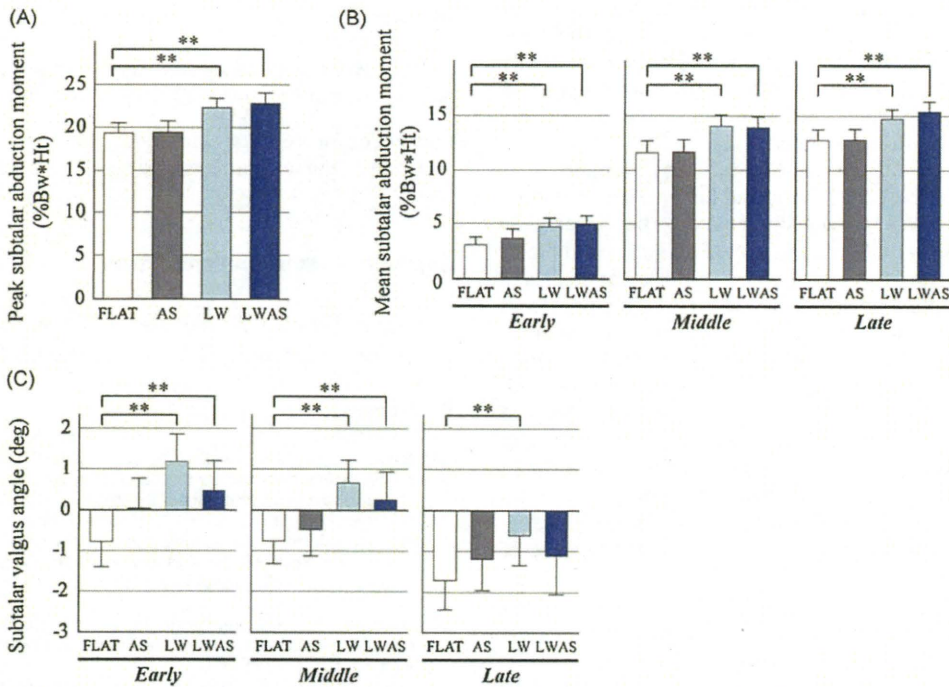 (A)
** 
**
Peak subtalar abduction moment
(%Bw*Ht)
25
20
15
10
5
0
FLAT AS LW LWAS
(B)
** ** **
** ** **
Mean subtalar abduction moment
(%Bw*Ht)
15
10
5
0
FLAT AS LW LWAS FLAT AS LW LWAS FLAT AS LW LWAS
Early Middle Late
(C)
** ** **
** **
Subtalar valgus angle (deg)
2
1
0
-1
-2
-3
FLAT AS LW LWAS FLAT AS LW LWAS FLAT AS LW LWAS
Early Middle Late